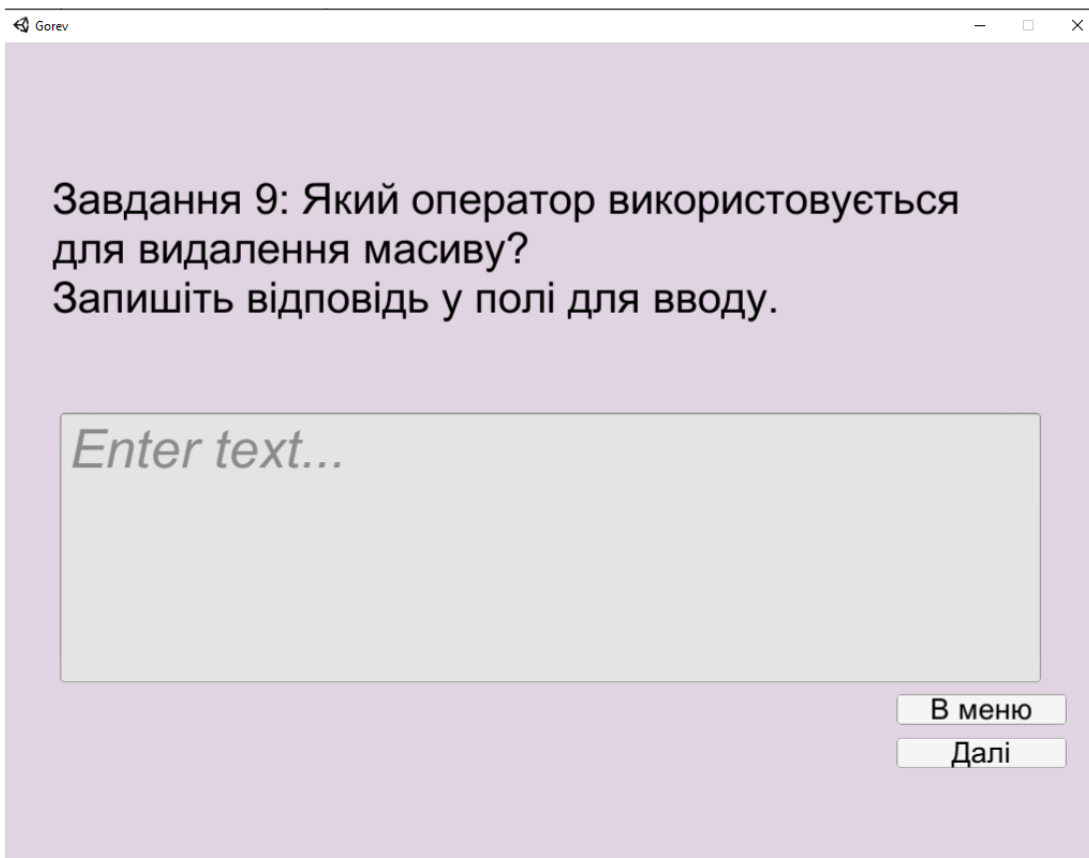 Gorev
Завдання 9: Який оператор використовується
для видалення масиву?
Запишіть відповідь у полі для вводу.
Enter text...
В меню
Далі